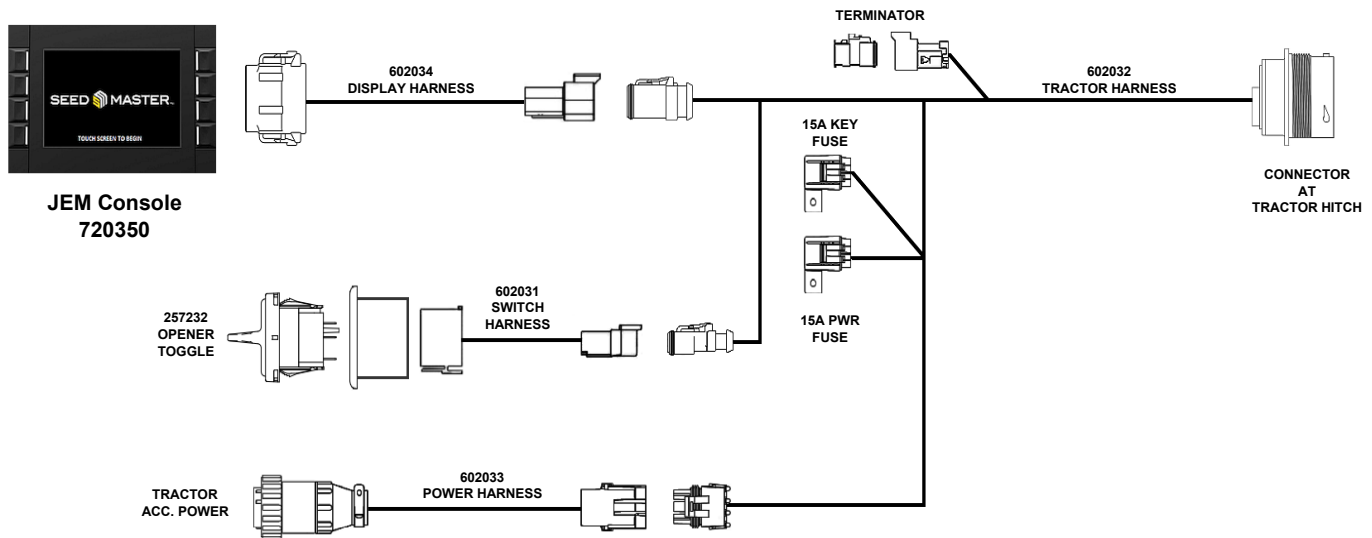 TERMINATOR
602034
DISPLAY HARNESS
602032
TRACTOR HARNESS
SEED MASTER
TOUCH SCREEN TO BEGIN
15A KEY
FUSE
JEM Console
720350
CONNECTOR
AT
TRACTOR HITCH
257232
OPENER
TOGGLE
602031
SWITCH
HARNESS
15A PWR
FUSE
TRACTOR
ACC. POWER
602033
POWER HARNESS